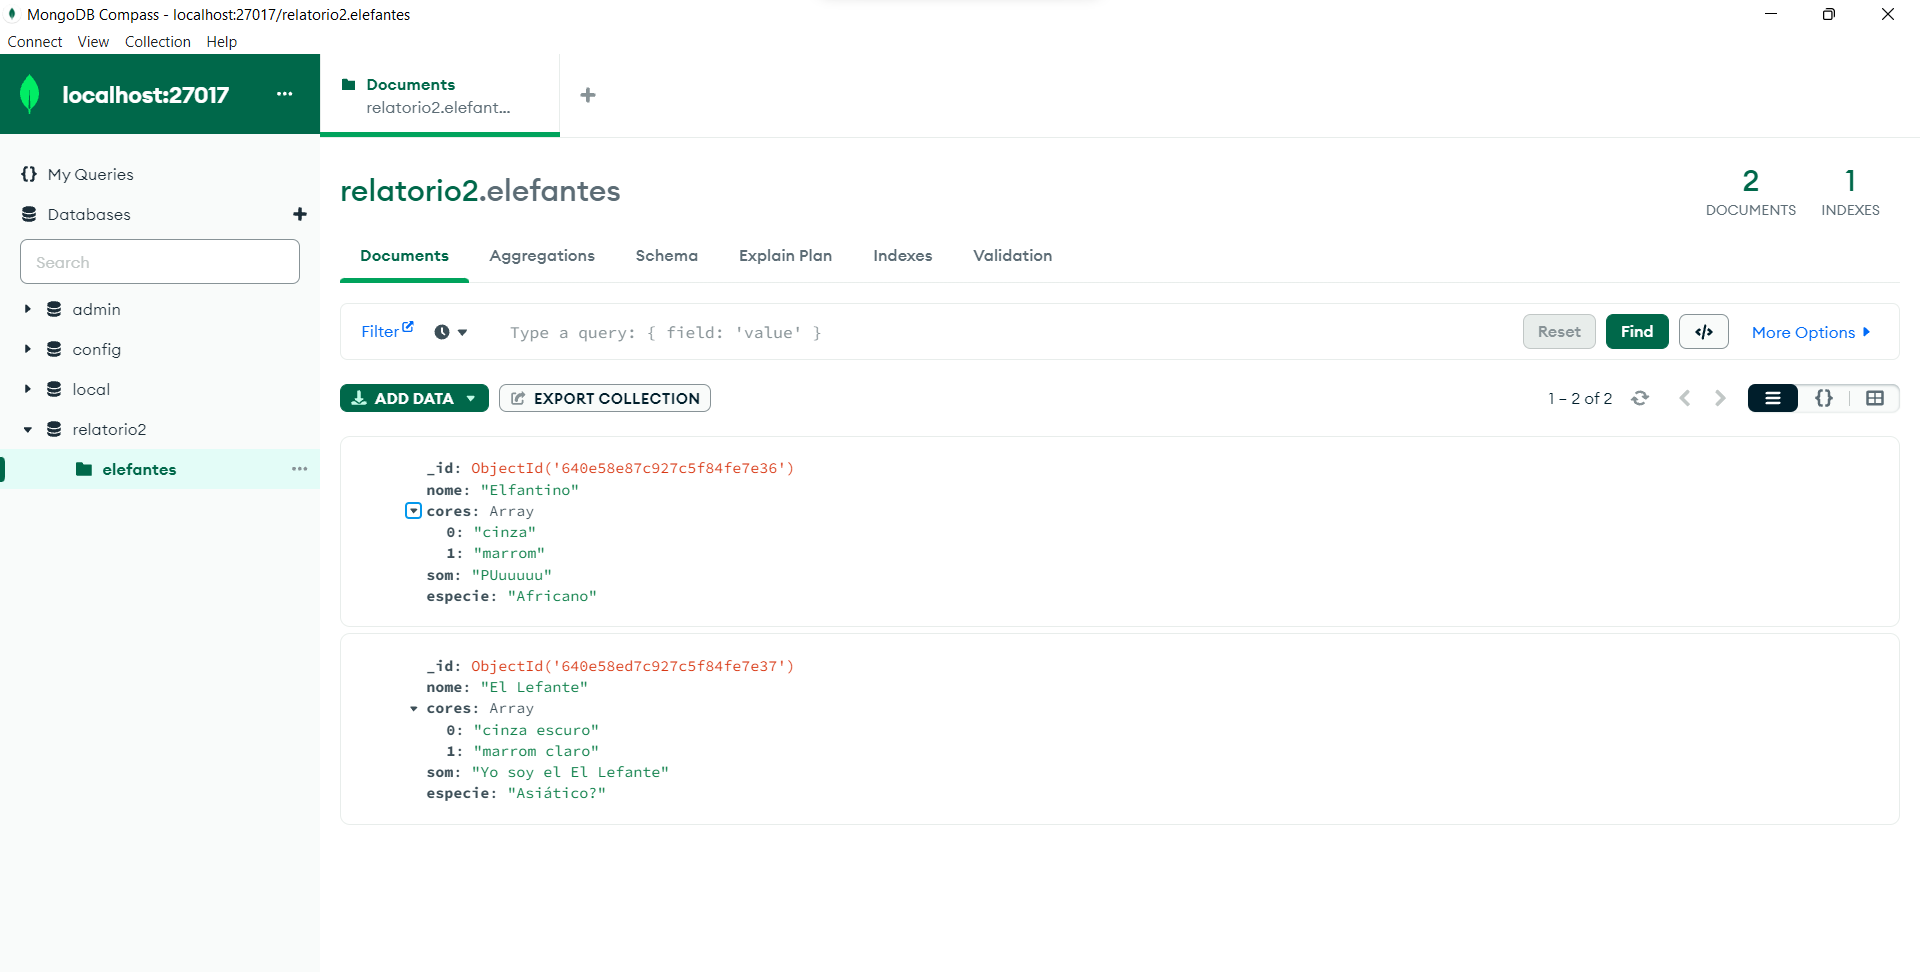 MongoDB Compass - localhost:27017/relatorio2.elefantes
Connect View Collection Help
localhost:27017 ...
Documents
relatorio2.elefant...
+
My Queries
Databases +
Search
admin
config
local
relatorio2
elefantes ...
relatorio2.elefantes
2
DOCUMENTS
1
INDEXES
Documents Aggregations Schema Explain Plan Indexes Validation
Filter Type a query: { field: 'value' } Reset Find </> More Options
ADD DATA EXPORT COLLECTION 1 – 2 of 2 {}
_id: ObjectId('640e58e87c927c5f84fe7e36')
nome: "Elfantino"
cores: Array
0: "cinza"
1: "marrom"
som: "PUuuuuu"
especie: "Africano"
_id: ObjectId('640e58ed7c927c5f84fe7e37')
nome: "El Lefante"
cores: Array
0: "cinza escuro"
1: "marrom claro"
som: "Yo soy el El Lefante"
especie: "Asiático?"